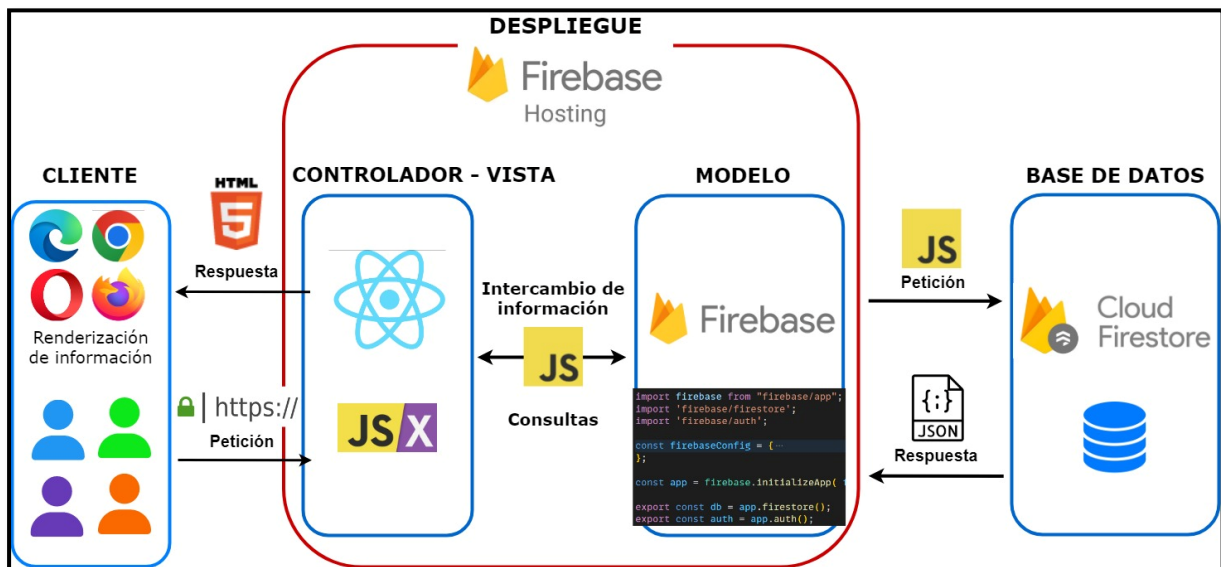 DESPLIEGUE
Firebase
Hosting
CLIENTE
HTML
5
CONTROLADOR - VISTA
MODELO
BASE DE DATOS
Respuesta
Renderización
de información
https://
Petición
JS/X
Intercambio de
información
JS
Consultas
Firebase
import firebase from "firebase/app";
import 'firebase/firestore';
import 'firebase/auth';
const firebaseConfig = {…
};
const app = firebase.initializeApp(
export const db = app.firestore();
export const auth = app.auth();
JS
Petición
Cloud
Firestore
{;}
JSON
Respuesta